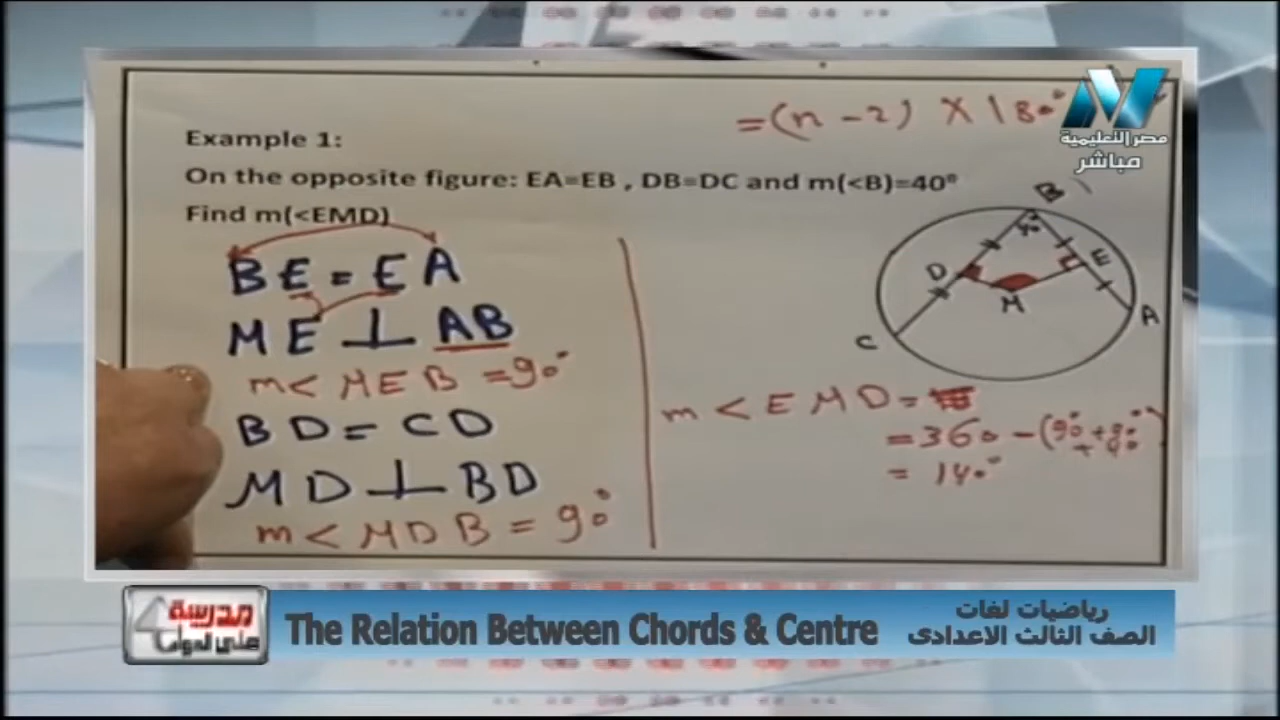 = (n - 2) × 180°
مصر التعليمية
مباشر
Example 1:
On the opposite figure: EA=EB , DB=DC and m(<B)=40°
Find m(<EMD)
BE = EA
ME ⊥ AB
m < MEB = 90°
BD = CD
MD ⊥ BD
m < MDB = 90°
B
40
E
D
M
A
C
m < EMD =
= 360 - (90° + 90° + 40°)
= 140°
مدرسة
على الهواء
The Relation Between Chords & Centre
رياضيات لغات
الصف الثالث الاعدادى